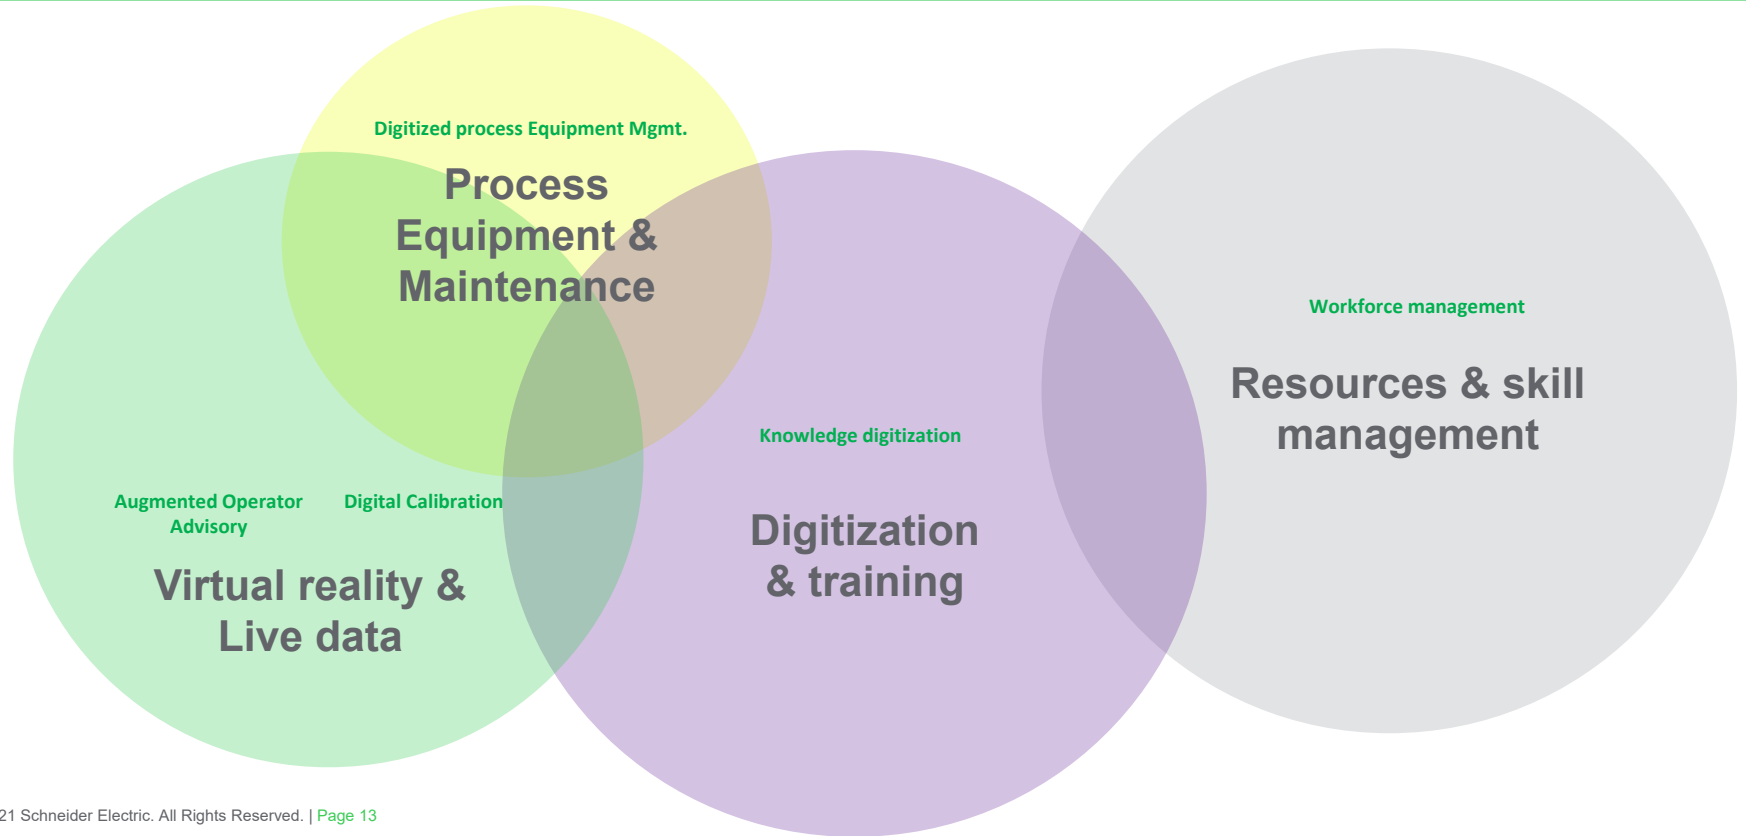 Digitized process Equipment Mgmt.
Process
Equipment &
Maintenance
Workforce management
Resources & skill
management
Knowledge digitization
Digitization
& training
Augmented Operator
Advisory
Digital Calibration
Virtual reality &
Live data
21 Schneider Electric. All Rights Reserved. | Page 13